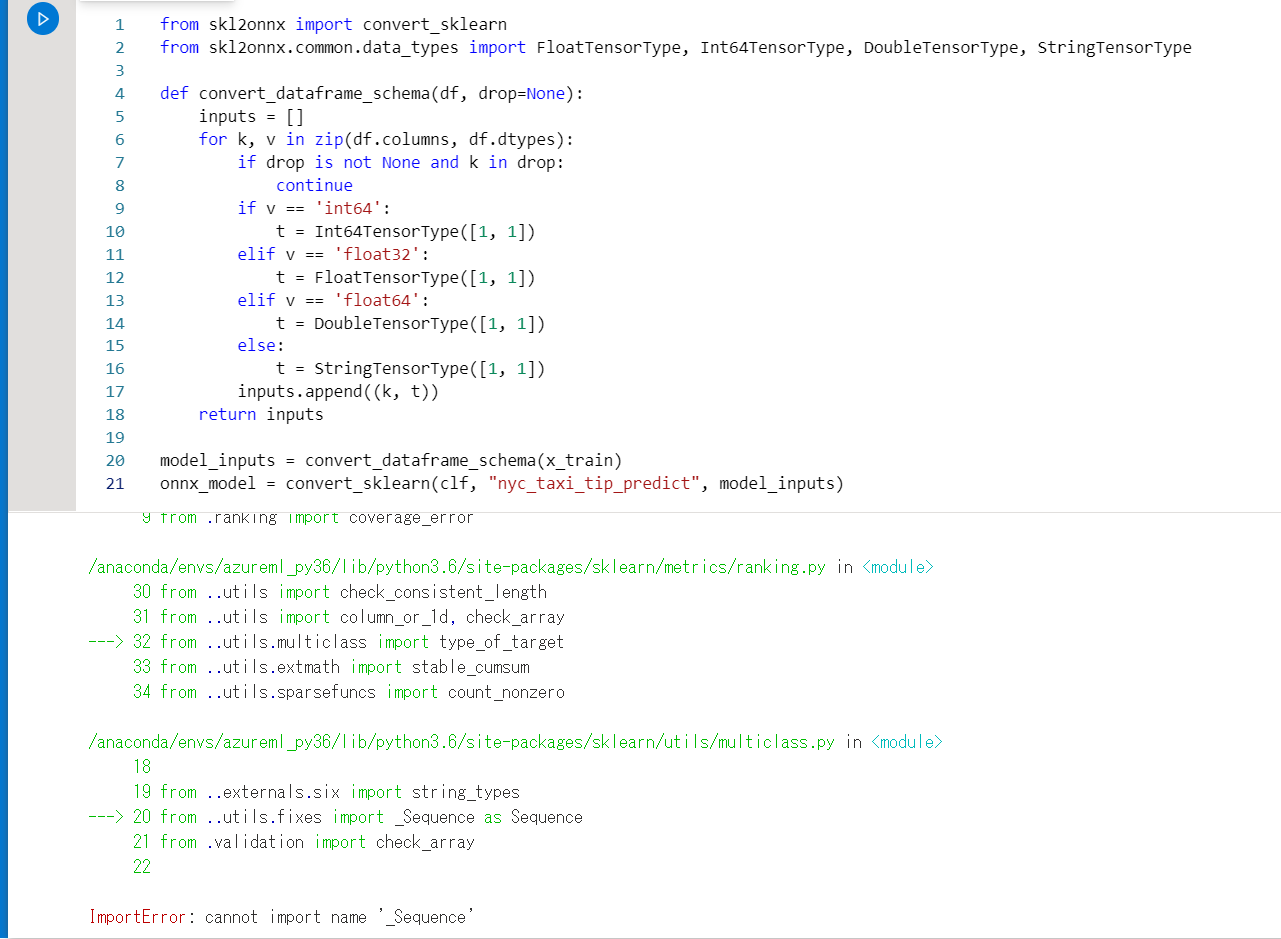 1 from skl2onnx import convert_sklearn
2 from skl2onnx.common.data_types import FloatTensorType, Int64TensorType, DoubleTensorType, StringTensorType
3
4 def convert_dataframe_schema(df, drop=None):
5     inputs = []
6     for k, v in zip(df.columns, df.dtypes):
7         if drop is not None and k in drop:
8             continue
9         if v == 'int64':
10             t = Int64TensorType([1, 1])
11         elif v == 'float32':
12             t = FloatTensorType([1, 1])
13         elif v == 'float64':
14             t = DoubleTensorType([1, 1])
15         else:
16             t = StringTensorType([1, 1])
17         inputs.append((k, t))
18     return inputs
19
20 model_inputs = convert_dataframe_schema(x_train)
21 onnx_model = convert_sklearn(clf, "nyc_taxi_tip_predict", model_inputs)
9 from .ranking import coverage_error
/anaconda/envs/azureml_py36/lib/python3.6/site-packages/sklearn/metrics/ranking.py in <module>
30 from ..utils import check_consistent_length
31 from ..utils import column_or_1d, check_array
---> 32 from ..utils.multiclass import type_of_target
33 from ..utils.extmath import stable_cumsum
34 from ..utils.sparsefuncs import count_nonzero
/anaconda/envs/azureml_py36/lib/python3.6/site-packages/sklearn/utils/multiclass.py in <module>
18
19 from ..externals.six import string_types
---> 20 from ..utils.fixes import _Sequence as Sequence
21 from .validation import check_array
22
ImportError: cannot import name '_Sequence'